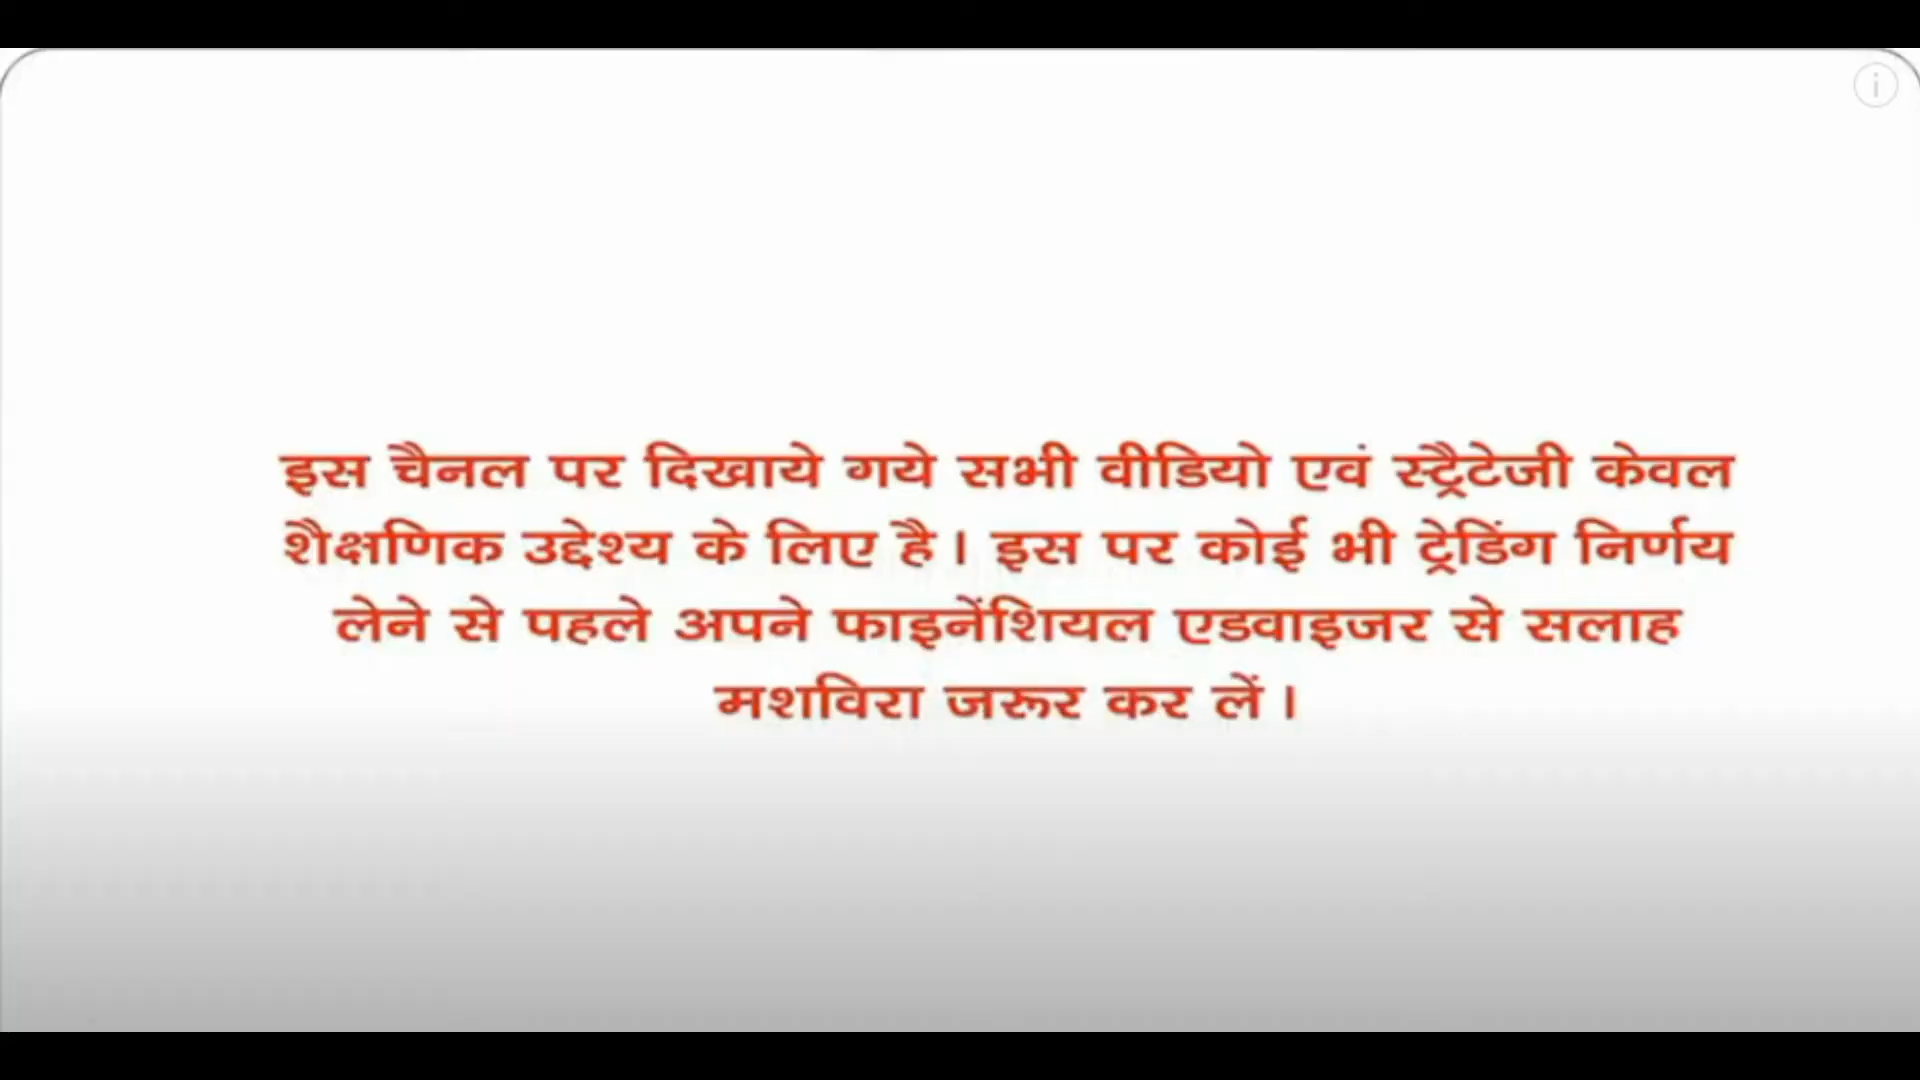 इस चैनल पर दिखाये गये सभी वीडियो एवं स्ट्रैटेजी केवल
शैक्षणिक उद्देश्य के लिए है। इस पर कोई भी ट्रेडिंग निर्णय
लेने से पहले अपने फाइनेंशियल एडवाइजर से सलाह
मशविरा जरूर कर लें।